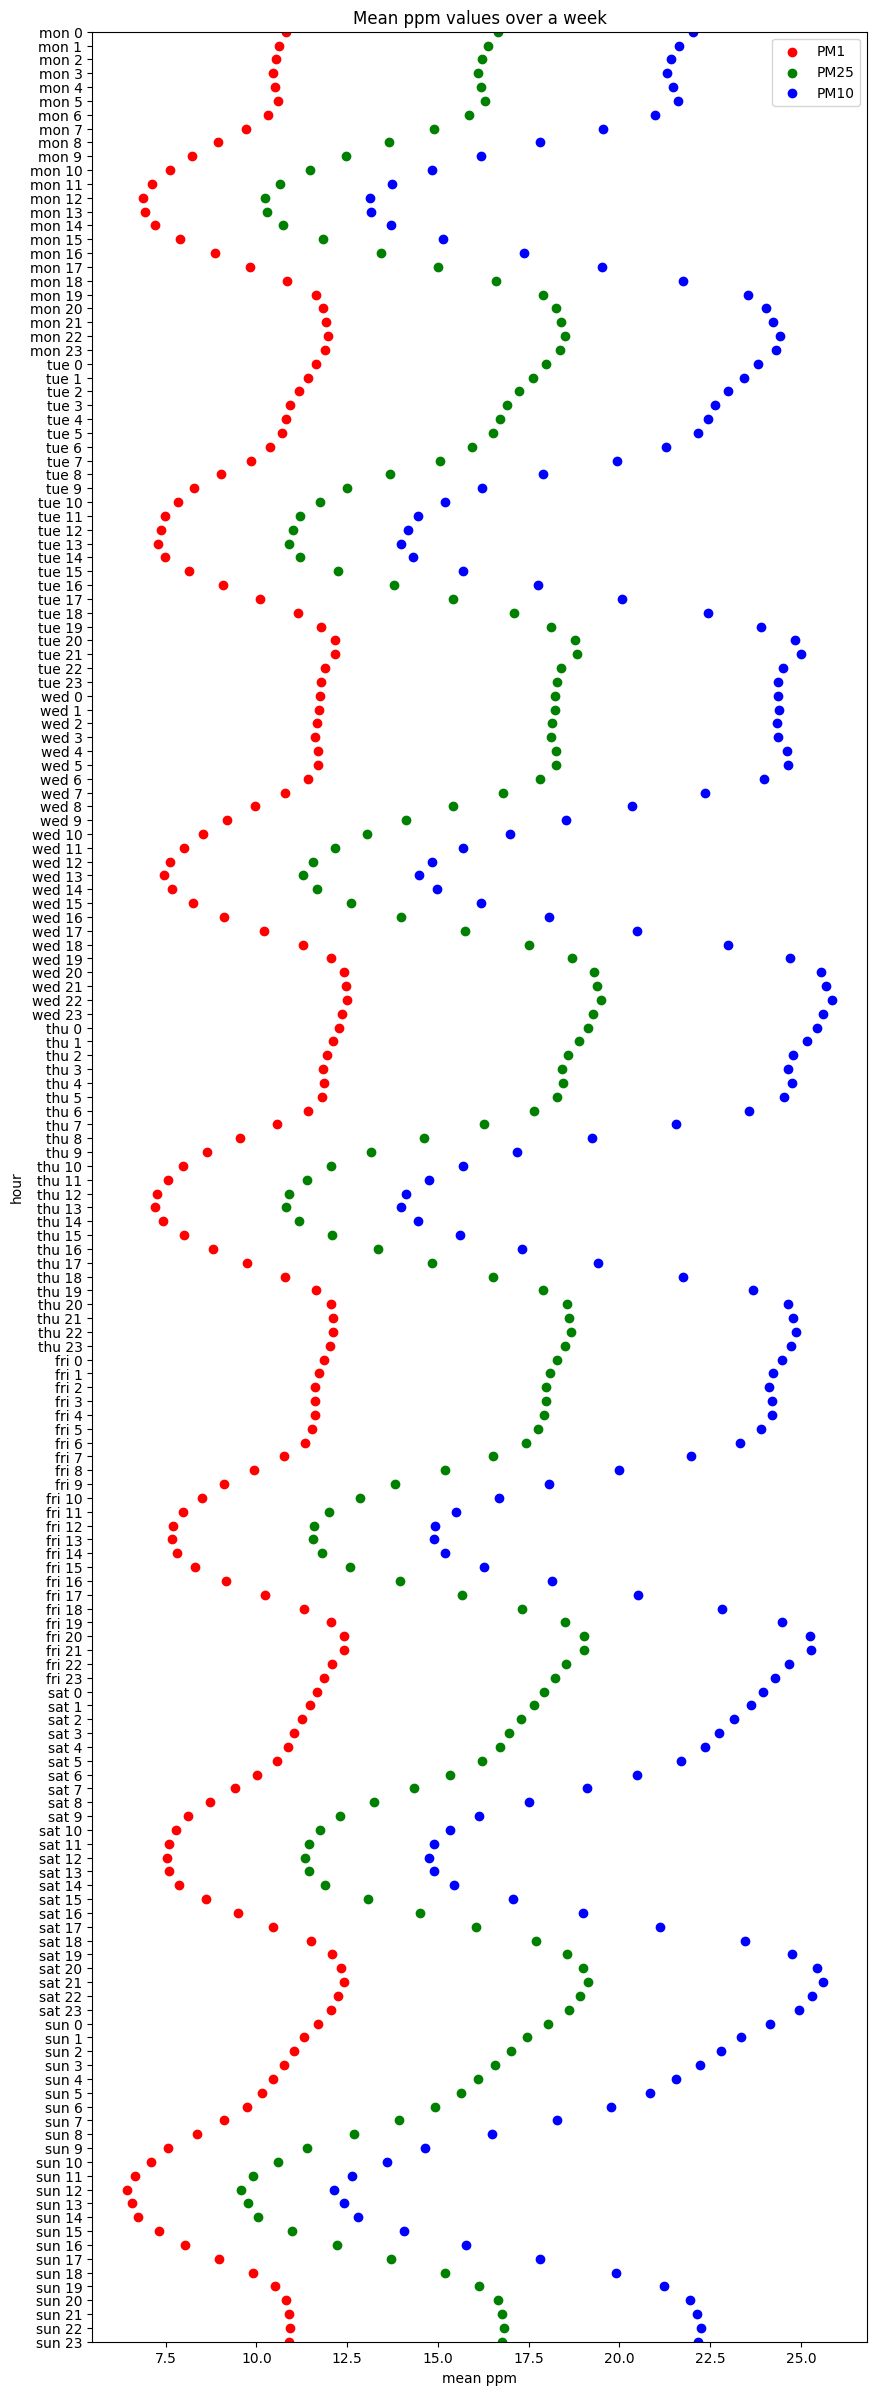 Mean ppm values over a week
PM1
PM25
PM10
mon 0
mon 1
mon 2
mon 3
mon 4
mon 5
mon 6
mon 7
mon 8
mon 9
mon 10
mon 11
mon 12
mon 13
mon 14
mon 15
mon 16
mon 17
mon 18
mon 19
mon 20
mon 21
mon 22
mon 23
tue 0
tue 1
tue 2
tue 3
tue 4
tue 5
tue 6
tue 7
tue 8
tue 9
tue 10
tue 11
tue 12
tue 13
tue 14
tue 15
tue 16
tue 17
tue 18
tue 19
tue 20
tue 21
tue 22
tue 23
wed 0
wed 1
wed 2
wed 3
wed 4
wed 5
wed 6
wed 7
wed 8
wed 9
wed 10
wed 11
wed 12
wed 13
wed 14
wed 15
wed 16
wed 17
wed 18
wed 19
wed 20
wed 21
wed 22
wed 23
thu 0
thu 1
thu 2
thu 3
thu 4
thu 5
thu 6
thu 7
thu 8
thu 9
thu 10
thu 11
thu 12
thu 13
thu 14
thu 15
thu 16
thu 17
thu 18
thu 19
thu 20
thu 21
thu 22
thu 23
fri 0
fri 1
fri 2
fri 3
fri 4
fri 5
fri 6
fri 7
fri 8
fri 9
fri 10
fri 11
fri 12
fri 13
fri 14
fri 15
fri 16
fri 17
fri 18
fri 19
fri 20
fri 21
fri 22
fri 23
sat 0
sat 1
sat 2
sat 3
sat 4
sat 5
sat 6
sat 7
sat 8
sat 9
sat 10
sat 11
sat 12
sat 13
sat 14
sat 15
sat 16
sat 17
sat 18
sat 19
sat 20
sat 21
sat 22
sat 23
sun 0
sun 1
sun 2
sun 3
sun 4
sun 5
sun 6
sun 7
sun 8
sun 9
sun 10
sun 11
sun 12
sun 13
sun 14
sun 15
sun 16
sun 17
sun 18
sun 19
sun 20
sun 21
sun 22
sun 23
hour
7.5 10.0 12.5 15.0 17.5 20.0 22.5 25.0
mean ppm